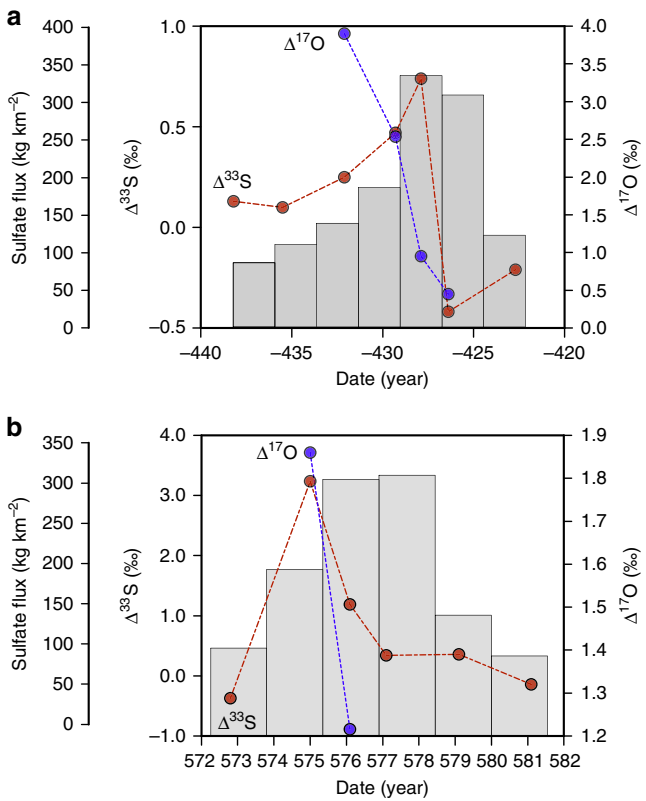 a
Sulfate flux (kg km⁻²)
400
350
300
250
200
150
100
50
0
Δ³³S (‰)
1.0
0.5
0.0
−0.5
Δ¹⁷O
Δ³³S
4.0
3.5
3.0
2.5
2.0
1.5
1.0
0.5
0.0
Δ¹⁷O (‰)
−440 −435 −430 −425 −420
Date (year)
b
Sulfate flux (kg km⁻²)
350
300
250
200
150
100
50
0
Δ³³S (‰)
4.0
3.0
2.0
1.0
0.0
−1.0
Δ¹⁷O
Δ³³S
1.9
1.8
1.7
1.6
1.5
1.4
1.3
1.2
Δ¹⁷O (‰)
572 573 574 575 576 577 578 579 580 581 582
Date (year)